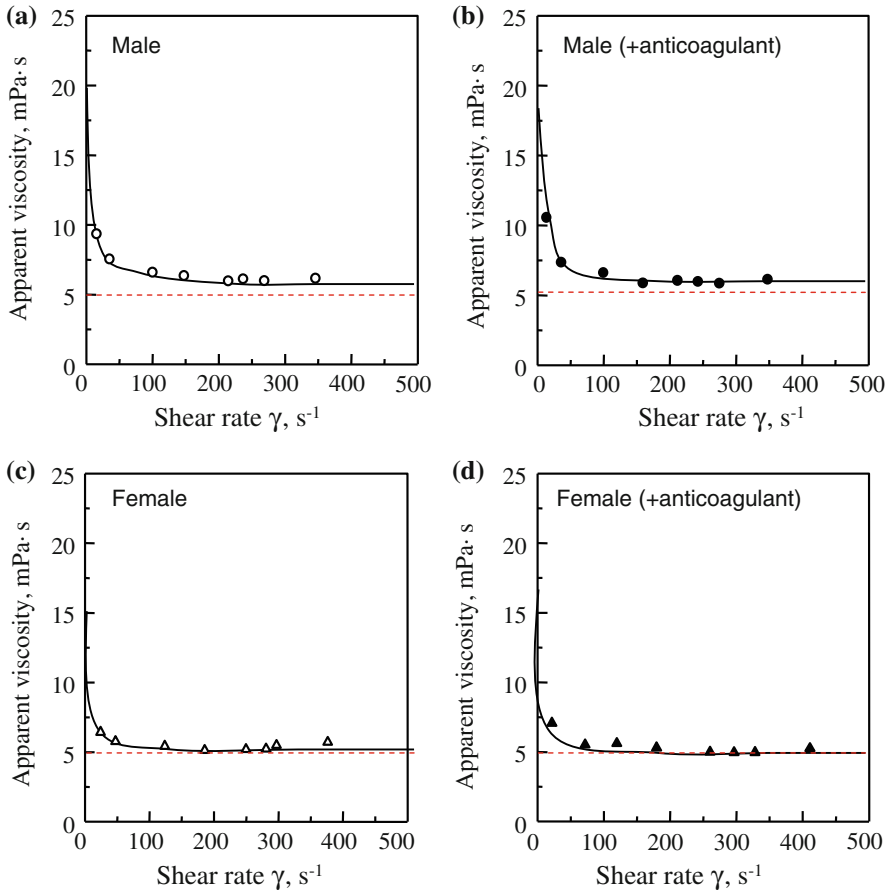 (a)
Male
Apparent viscosity, mPa· s
25
20
15
10
5
0
0 100 200 300 400 500
Shear rate γ, s⁻¹
(b)
Male (+anticoagulant)
Apparent viscosity, mPa· s
25
20
15
10
5
0
0 100 200 300 400 500
Shear rate γ, s⁻¹
(c)
Female
Apparent viscosity, mPa· s
25
20
15
10
5
0
0 100 200 300 400 500
Shear rate γ, s⁻¹
(d)
Female (+anticoagulant)
Apparent viscosity, mPa· s
25
20
15
10
5
0
0 100 200 300 400 500
Shear rate γ, s⁻¹